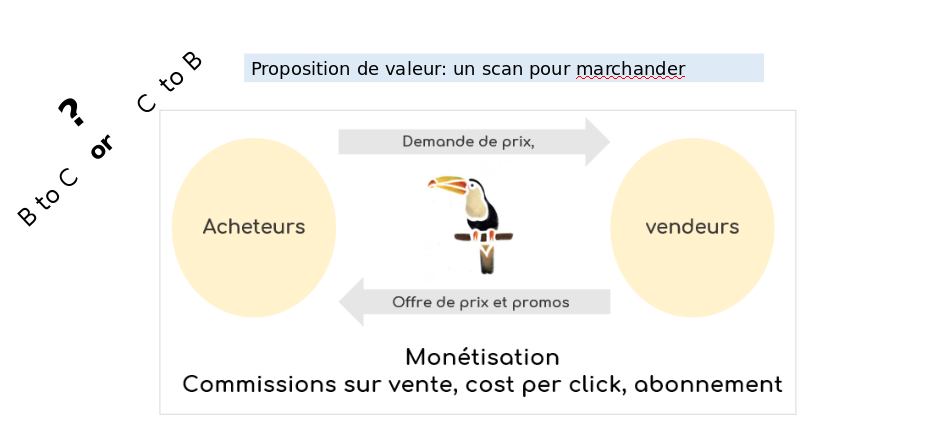 C to B
Proposition de valeur: un scan pour marchander
?
or
B to C
Demande de prix,
Acheteurs
vendeurs
Offre de prix et promos
Monétisation
Commissions sur vente, cost per click, abonnement